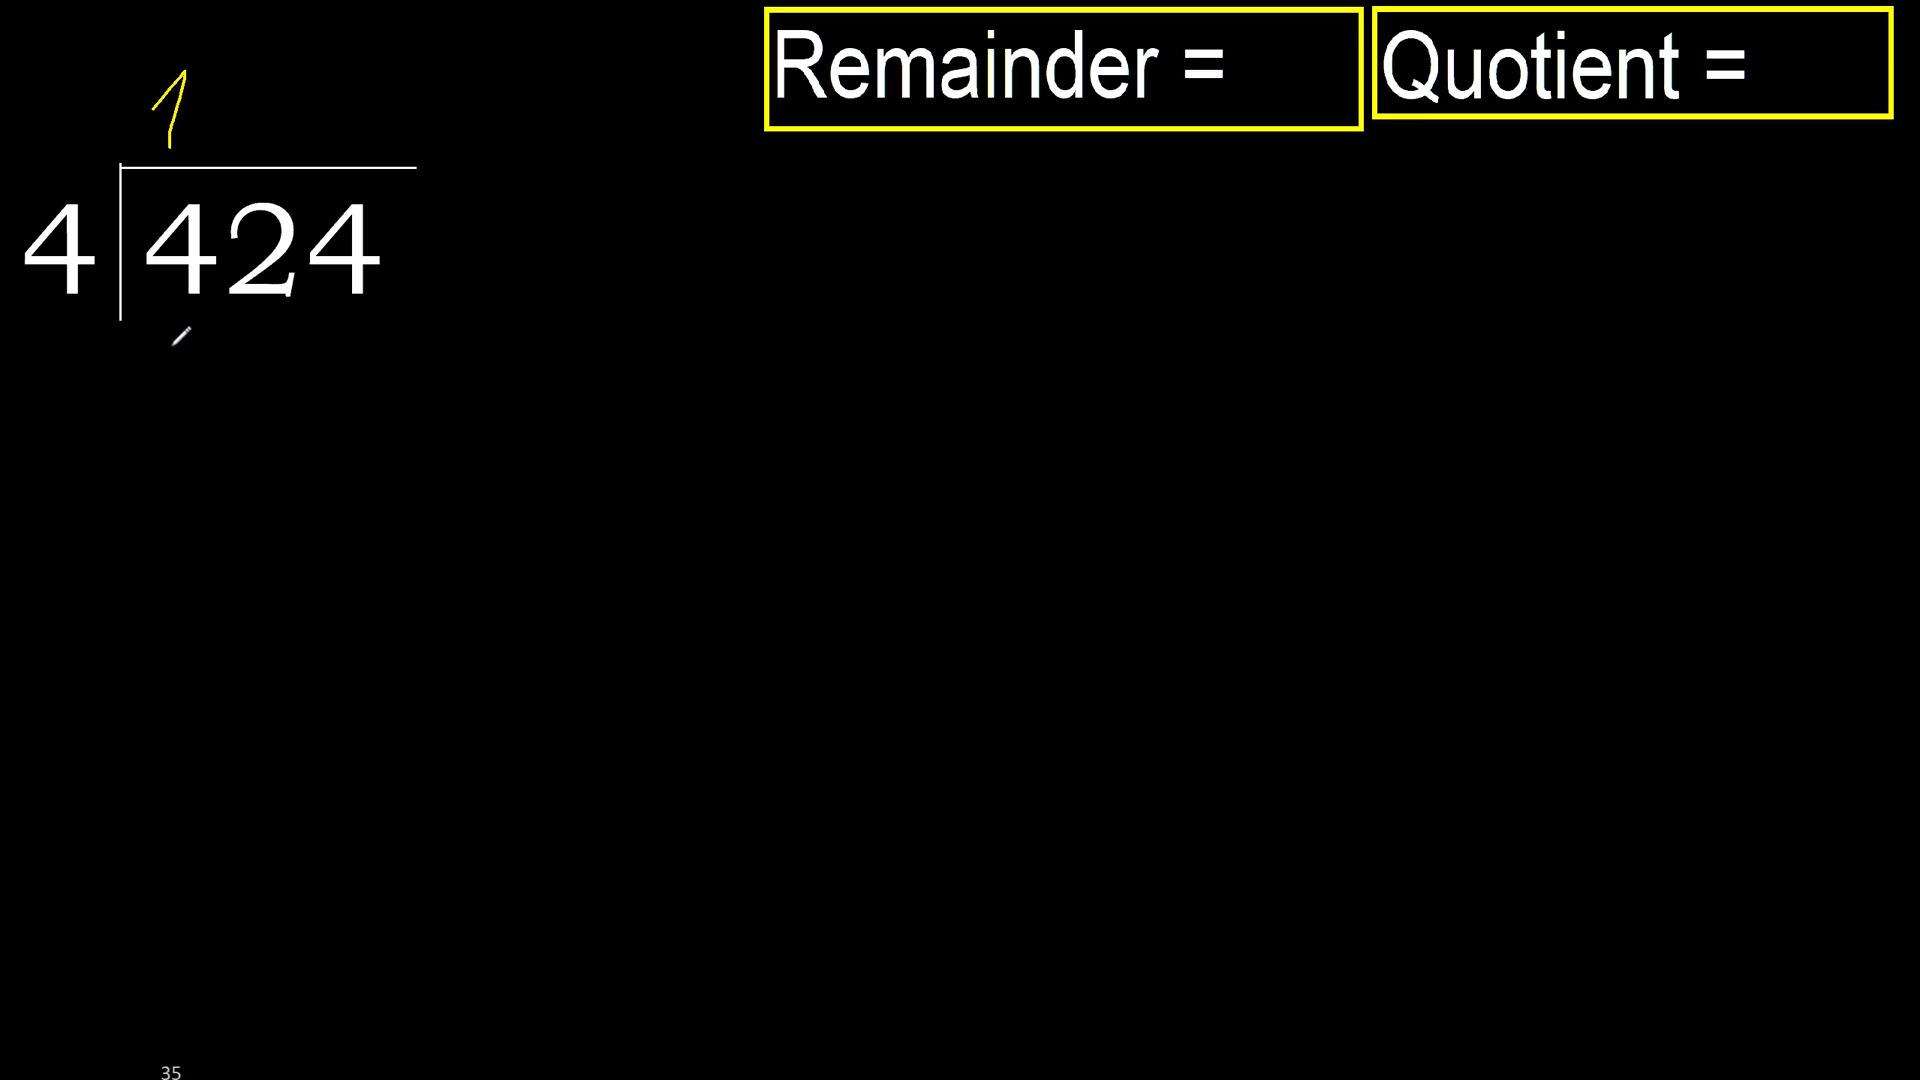 Remainder = Quotient =
1
4 424
35